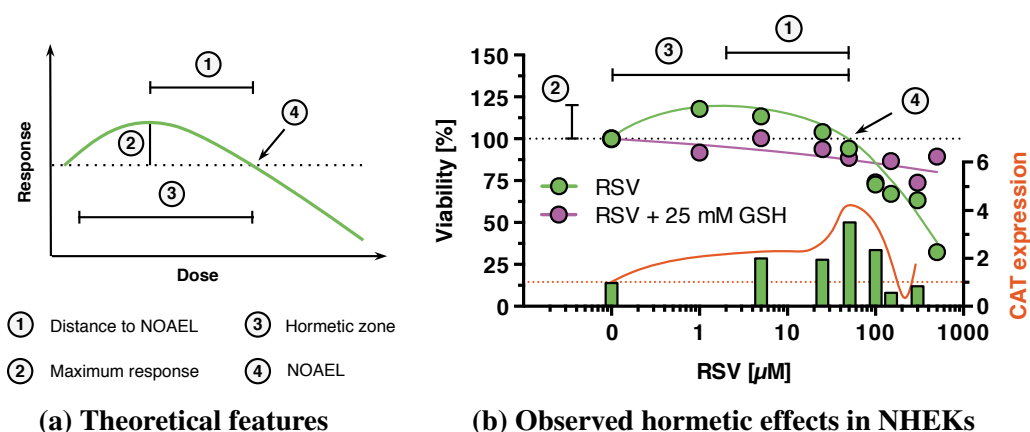 Response
1
2
4
3
Dose
1 Distance to NOAEL
3 Hormetic zone
2 Maximum response
4 NOAEL
(a) Theoretical features
1
3
2
4
Viability [%]
150
125
100
75
50
25
0
RSV
RSV + 25 mM GSH
6
4
2
0
CAT expression
0 1 10 100 1000
RSV [µM]
(b) Observed hormetic effects in NHEKs